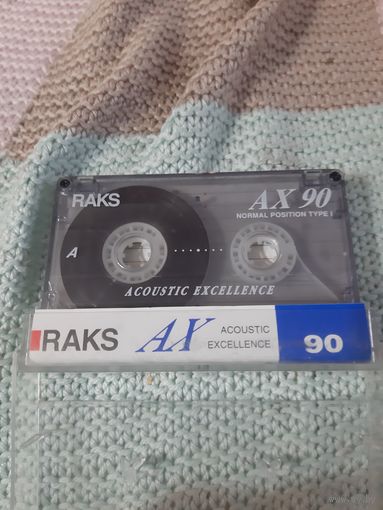 RAKS
AX 90
NORMAL POSITION TYPE I
A
ACOUSTIC EXCELLENCE
RAKS AX ACOUSTIC EXCELLENCE 90